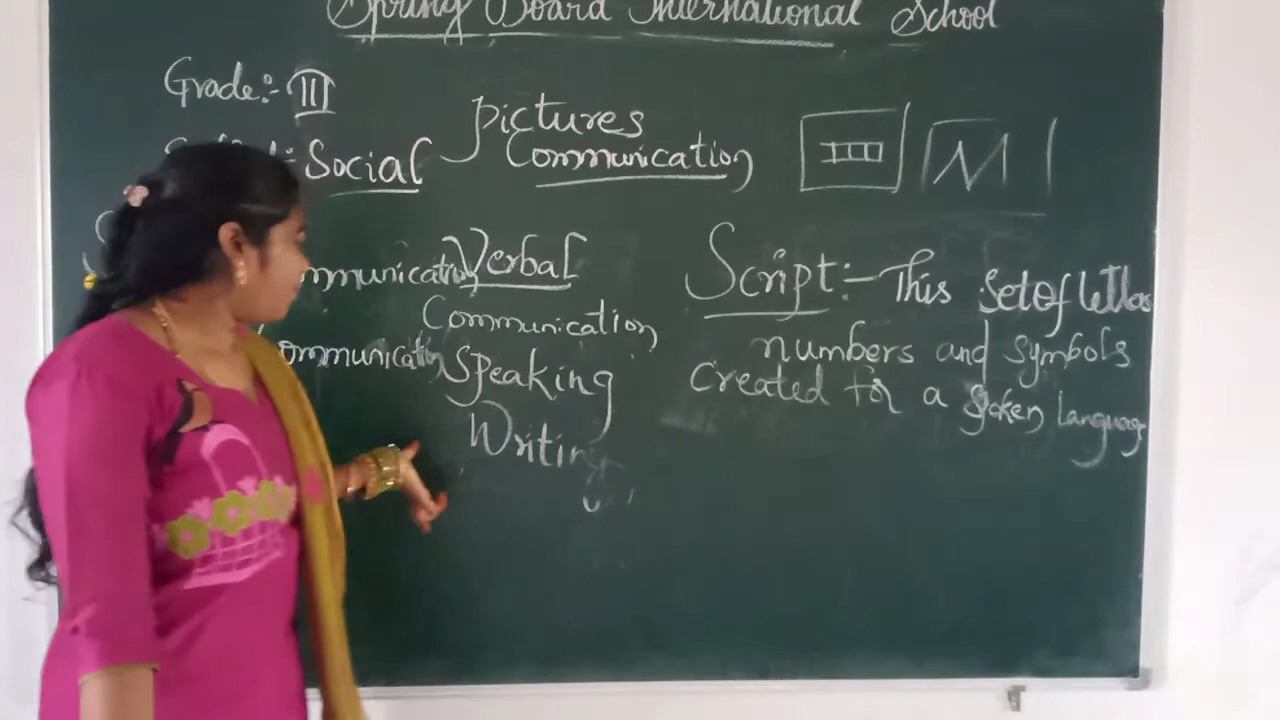 Spring Board International School
Grade:- III
Social
Pictures
Communication
Verbal
Communication
Speaking
Writing
Script:- This set of letters
numbers and symbols
created for a spoken language